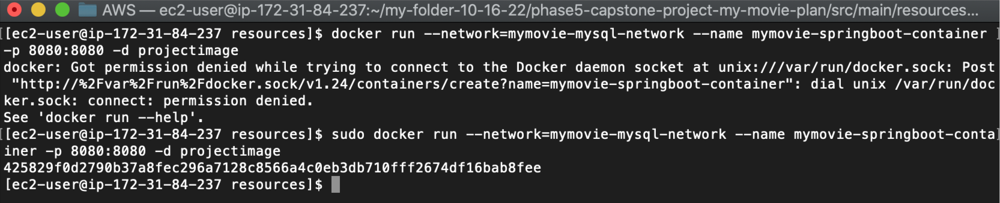 AWS — ec2-user@ip-172-31-84-237:~/my-folder-10-16-22/phase5-capstone-project-my-movie-plan/src/main/resources...
[[ec2-user@ip-172-31-84-237 resources]$ docker run --network=mymovie-mysql-network --name mymovie-springboot-container ]
-p 8080:8080 -d projectimage
docker: Got permission denied while trying to connect to the Docker daemon socket at unix:///var/run/docker.sock: Post
"http://%2Fvar%2Frun%2Fdocker.sock/v1.24/containers/create?name=mymovie-springboot-container": dial unix /var/run/doc
ker.sock: connect: permission denied.
See 'docker run --help'.
[[ec2-user@ip-172-31-84-237 resources]$ sudo docker run --network=mymovie-mysql-network --name mymovie-springboot-conta]
iner -p 8080:8080 -d projectimage
425829f0d2790b37a8fec296a7128c8566a4c0eb3db710fff2674df16bab8fee
[ec2-user@ip-172-31-84-237 resources]$